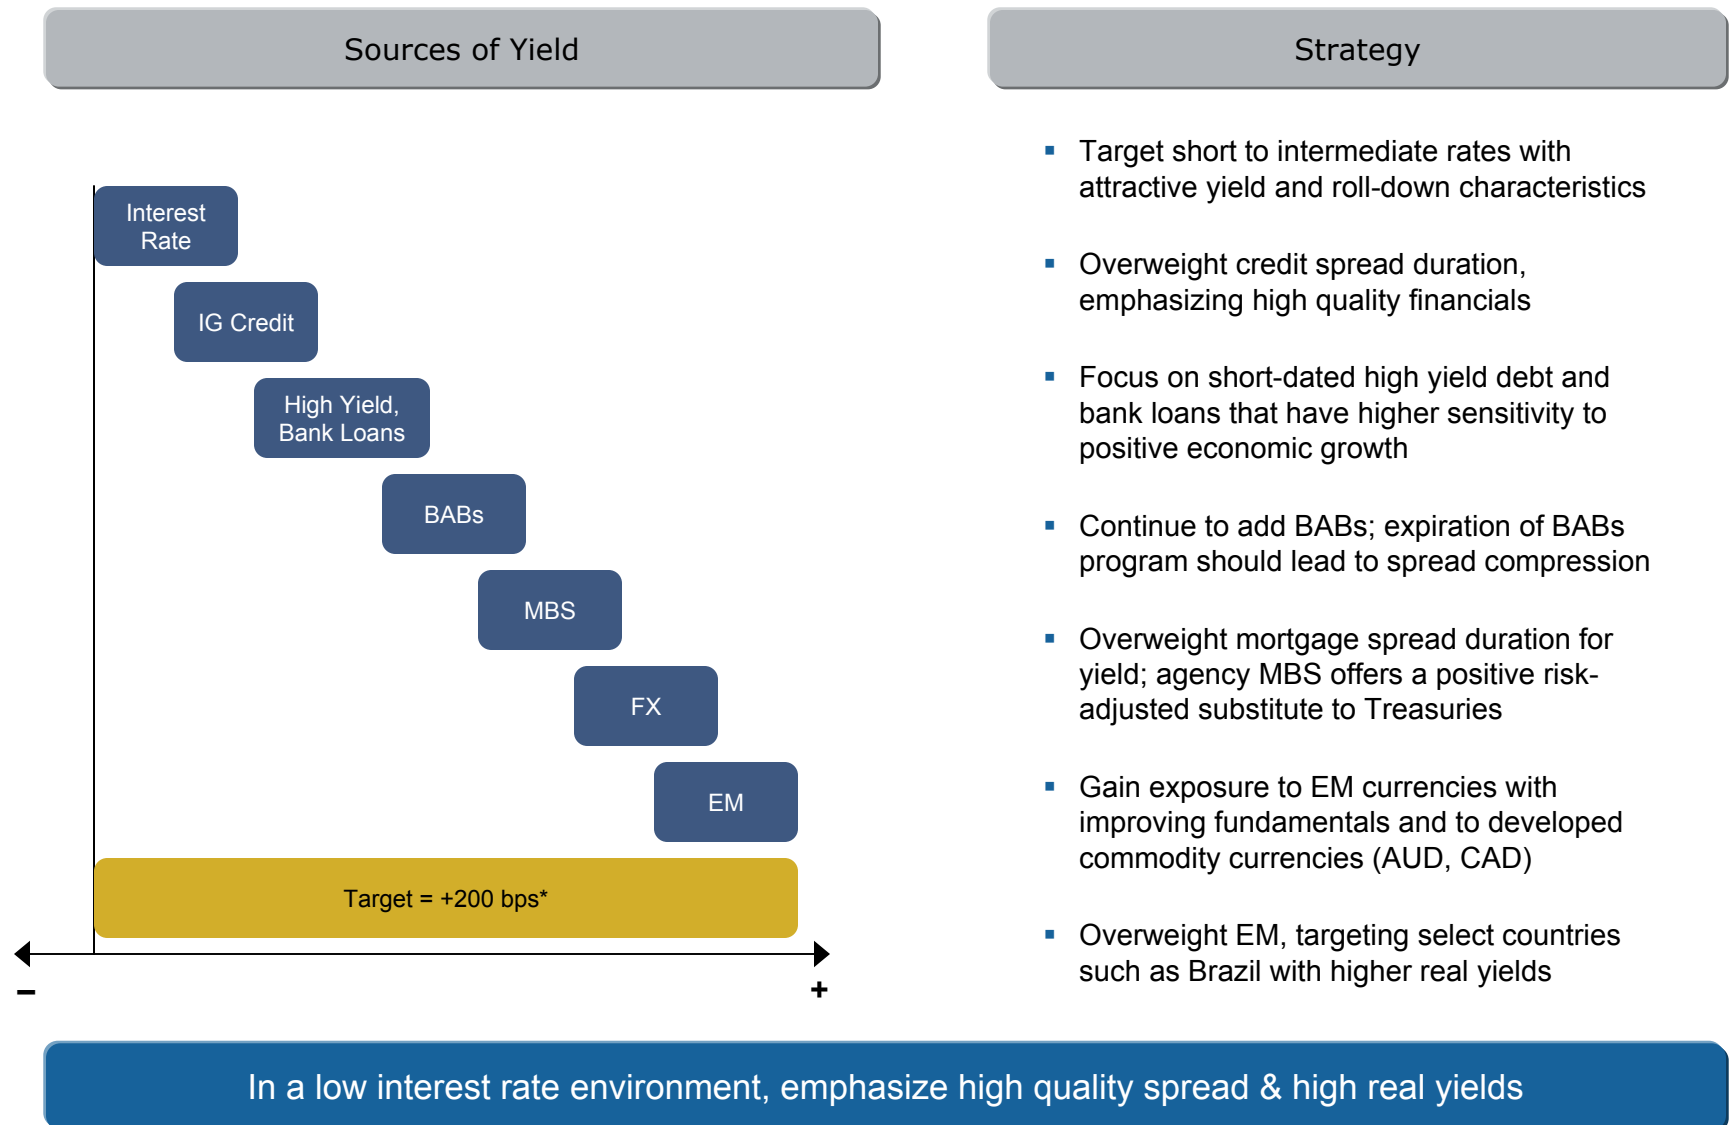 Sources of Yield
Interest
Rate
IG Credit
High Yield,
Bank Loans
BABs
MBS
FX
EM
Target = +200 bps*
–
+
Strategy
▪ Target short to intermediate rates with
attractive yield and roll-down characteristics
▪ Overweight credit spread duration,
emphasizing high quality financials
▪ Focus on short-dated high yield debt and
bank loans that have higher sensitivity to
positive economic growth
▪ Continue to add BABs; expiration of BABs
program should lead to spread compression
▪ Overweight mortgage spread duration for
yield; agency MBS offers a positive risk-
adjusted substitute to Treasuries
▪ Gain exposure to EM currencies with
improving fundamentals and to developed
commodity currencies (AUD, CAD)
▪ Overweight EM, targeting select countries
such as Brazil with higher real yields
In a low interest rate environment, emphasize high quality spread & high real yields